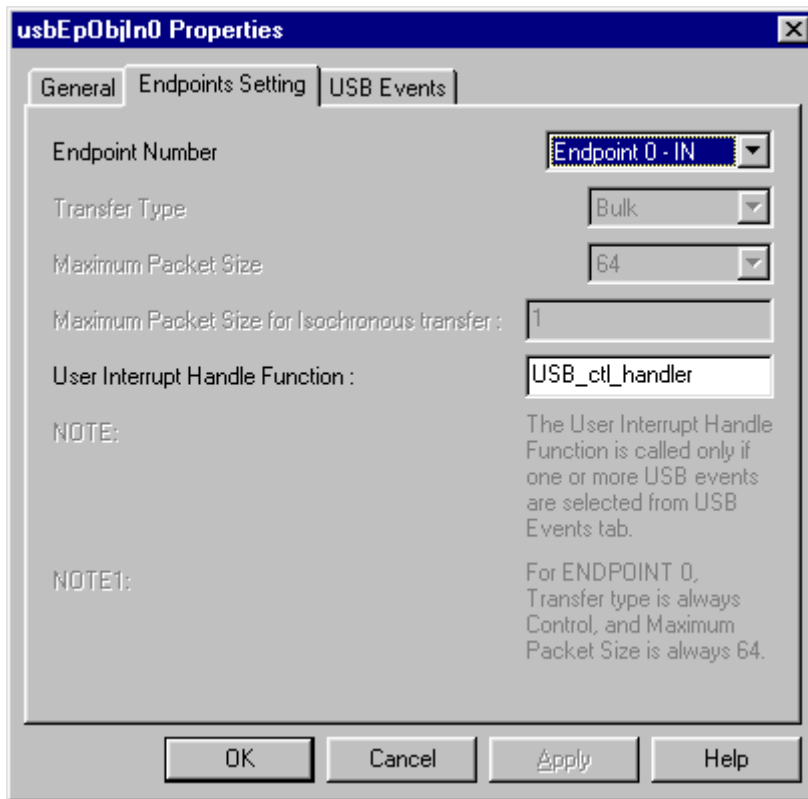 usbEpObjIn0 Properties
General Endpoints Setting USB Events
Endpoint Number Endpoint 0 - IN
Transfer Type Bulk
Maximum Packet Size 64
Maximum Packet Size for Isochronous transfer : 1
User Interrupt Handle Function : USB_ctl_handler
NOTE: The User Interrupt Handle
Function is called only if
one or more USB events
are selected from USB
Events tab.
NOTE1: For ENDPOINT 0,
Transfer type is always
Control, and Maximum
Packet Size is always 64.
OK Cancel Apply Help